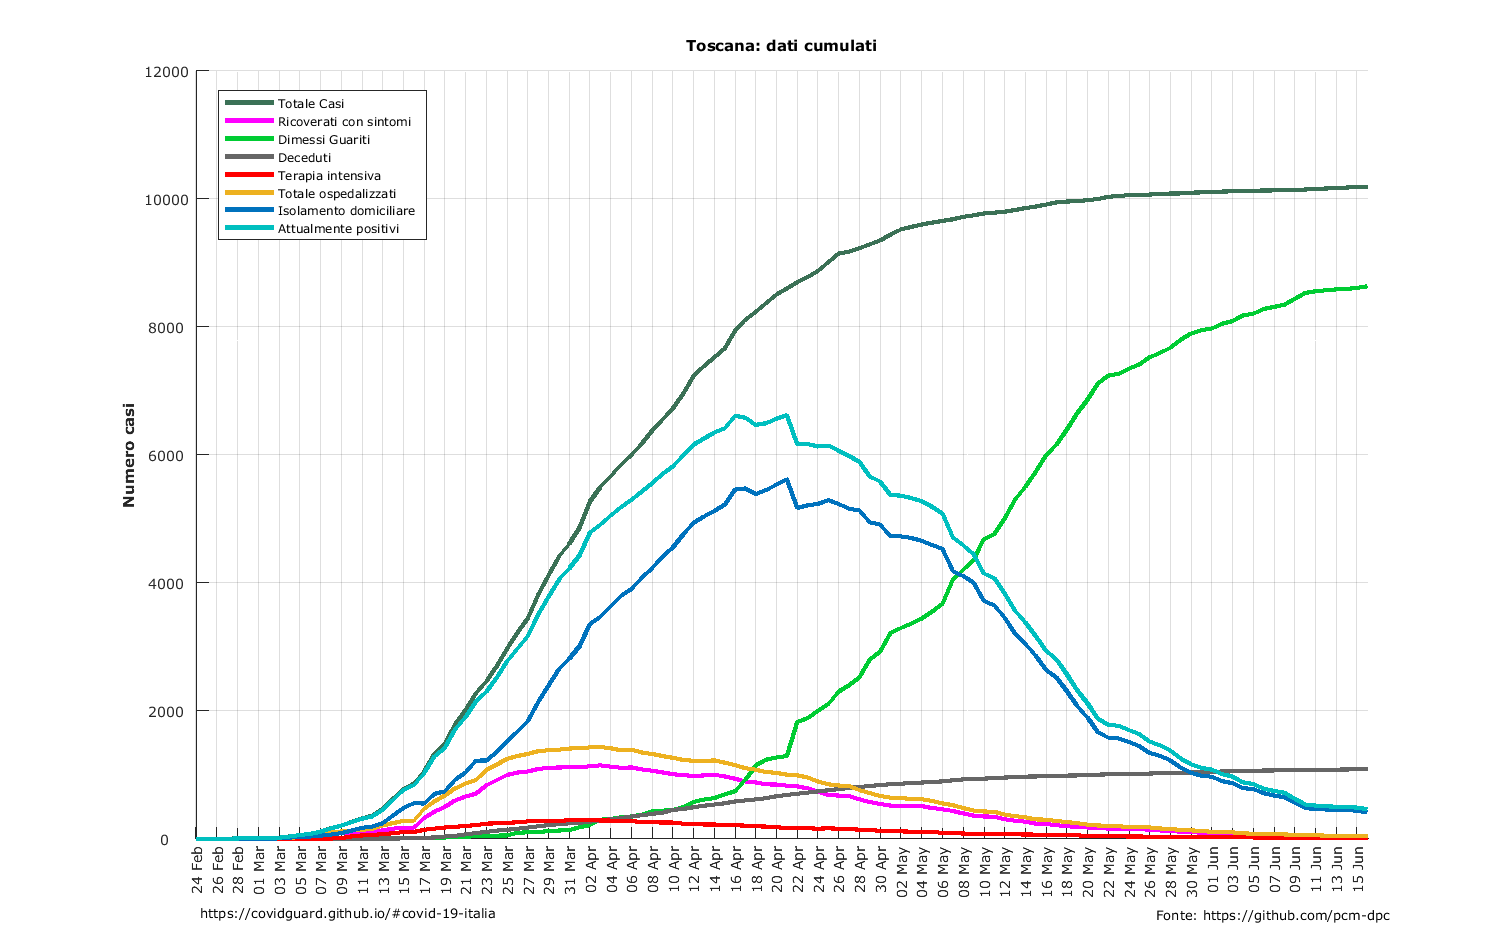 Toscana: dati cumulati
12000
10000
8000
6000
4000
2000
0
Numero casi
Totale Casi
Ricoverati con sintomi
Dimessi Guariti
Deceduti
Terapia intensiva
Totale ospedalizzati
Isolamento domiciliare
Attualmente positivi
24 Feb
26 Feb
28 Feb
01 Mar
03 Mar
05 Mar
07 Mar
09 Mar
11 Mar
13 Mar
15 Mar
17 Mar
19 Mar
21 Mar
23 Mar
25 Mar
27 Mar
29 Mar
31 Mar
02 Apr
04 Apr
06 Apr
08 Apr
10 Apr
12 Apr
14 Apr
16 Apr
18 Apr
20 Apr
22 Apr
24 Apr
26 Apr
28 Apr
30 Apr
02 May
04 May
06 May
08 May
10 May
12 May
14 May
16 May
18 May
20 May
22 May
24 May
26 May
28 May
30 May
01 Jun
03 Jun
05 Jun
07 Jun
09 Jun
11 Jun
13 Jun
15 Jun
https://covidguard.github.io/#covid-19-italia
Fonte: https://github.com/pcm-dpc